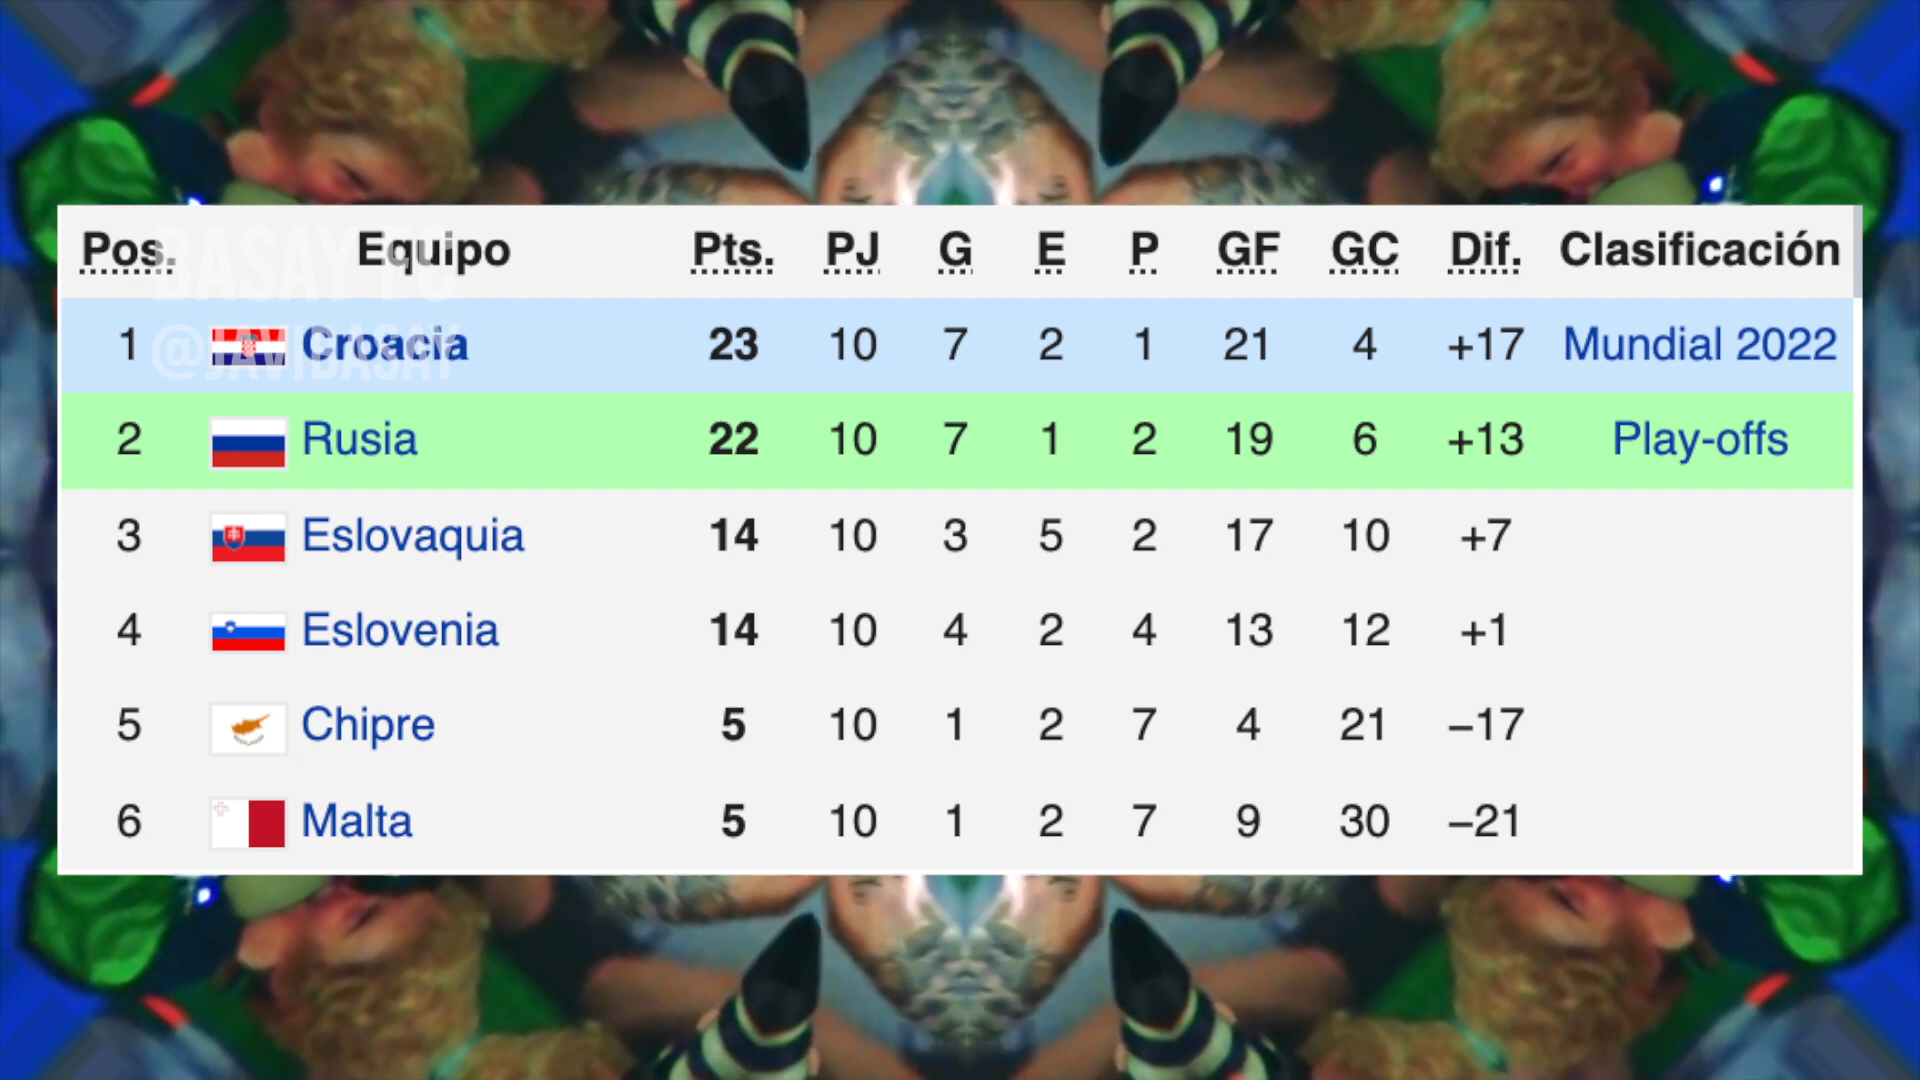 Pos. Equipo Pts. PJ G E P GF GC Dif. Clasificación
BASAY FC
1 Croacia 23 10 7 2 1 21 4 +17 Mundial 2022
@JAVIBASAY
2 Rusia 22 10 7 1 2 19 6 +13 Play-offs
3 Eslovaquia 14 10 3 5 2 17 10 +7
4 Eslovenia 14 10 4 2 4 13 12 +1
5 Chipre 5 10 1 2 7 4 21 −17
6 Malta 5 10 1 2 7 9 30 −21